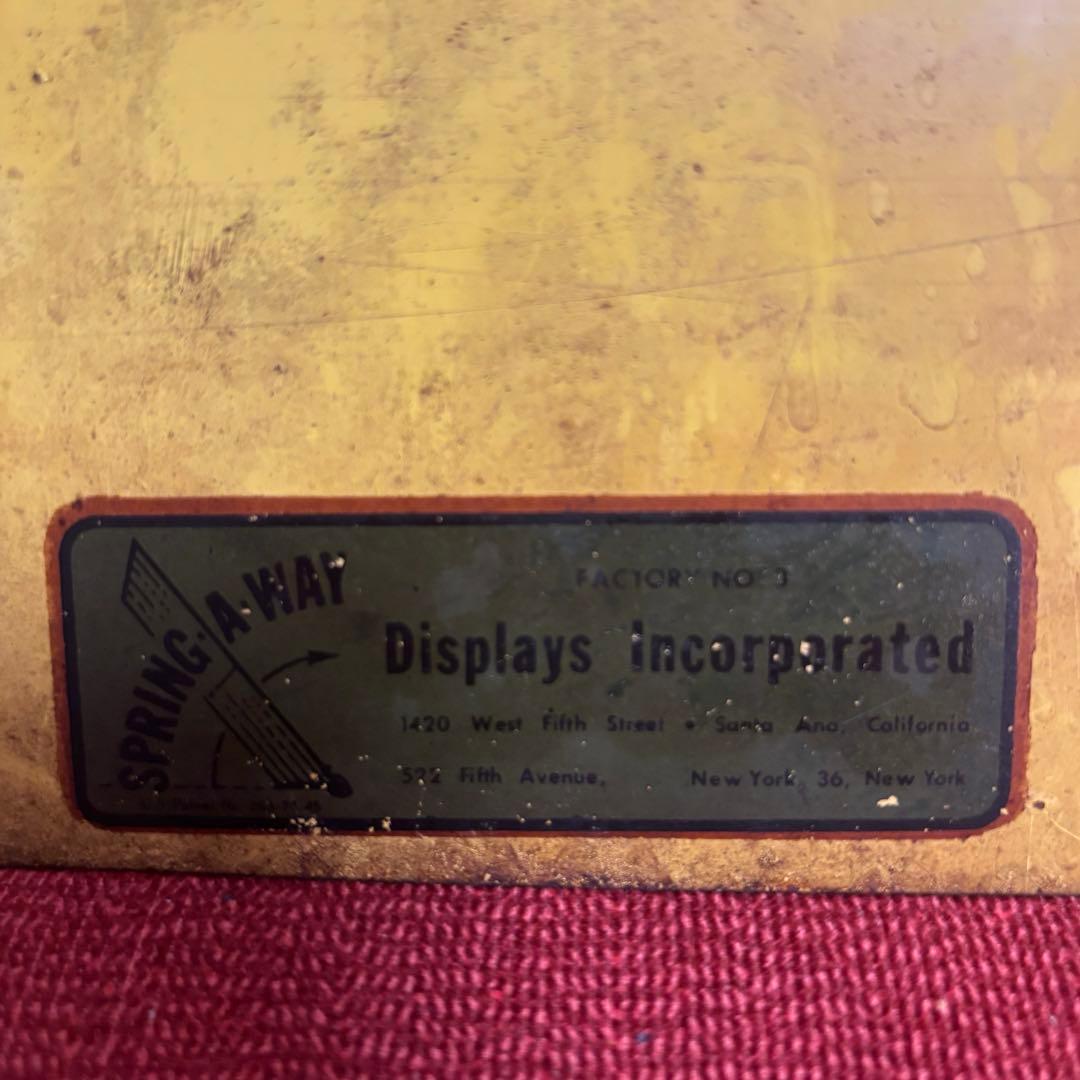 SPRING·A·WAY
FACTORY NO. 3
Displays Incorporated
1420 West Fifth Street • Santa Ana, California
522 Fifth Avenue, New York, 36, New York